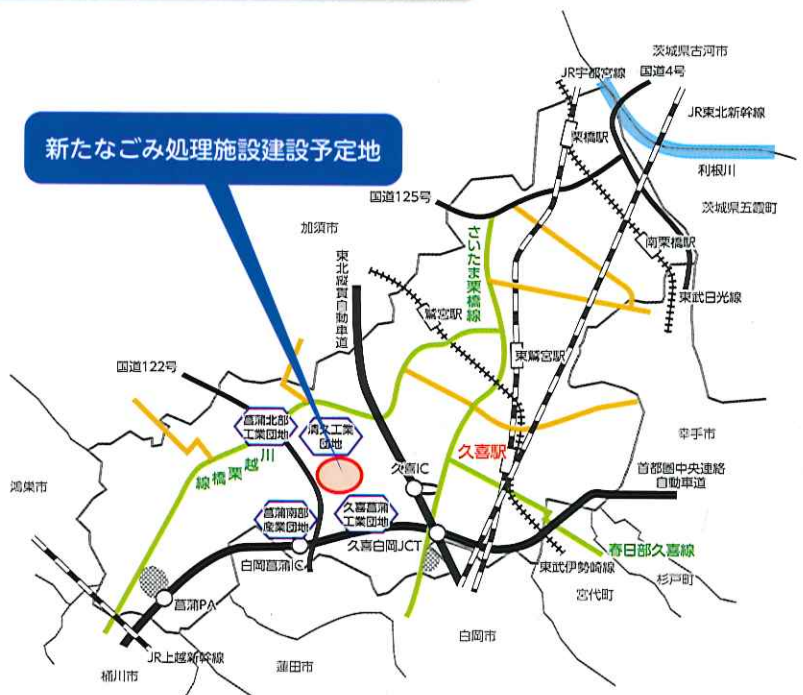 茨城県古河市
JR宇都宮線
国道4号
JR東北新幹線
栗橋駅
新たなごみ処理施設建設予定地
利根川
国道125号
茨城県五霞町
加須市
さいたま栗橋線
南栗橋駅
東北縦貫自動車道
東武日光線
鷲宮駅
東鷲宮駅
国道122号
菖蒲北部
工業団地
清久工業
団地
幸手市
川越栗橋線
久喜駅
鴻巣市
久喜IC
首都圏中央連絡
自動車道
菖蒲南部
産業団地
久喜菖蒲
工業団地
久喜白岡JCT
春日部久喜線
白岡菖蒲IC
東武伊勢崎線
杉戸町
宮代町
菖蒲PA
白岡市
JR上越新幹線
蓮田市
桶川市